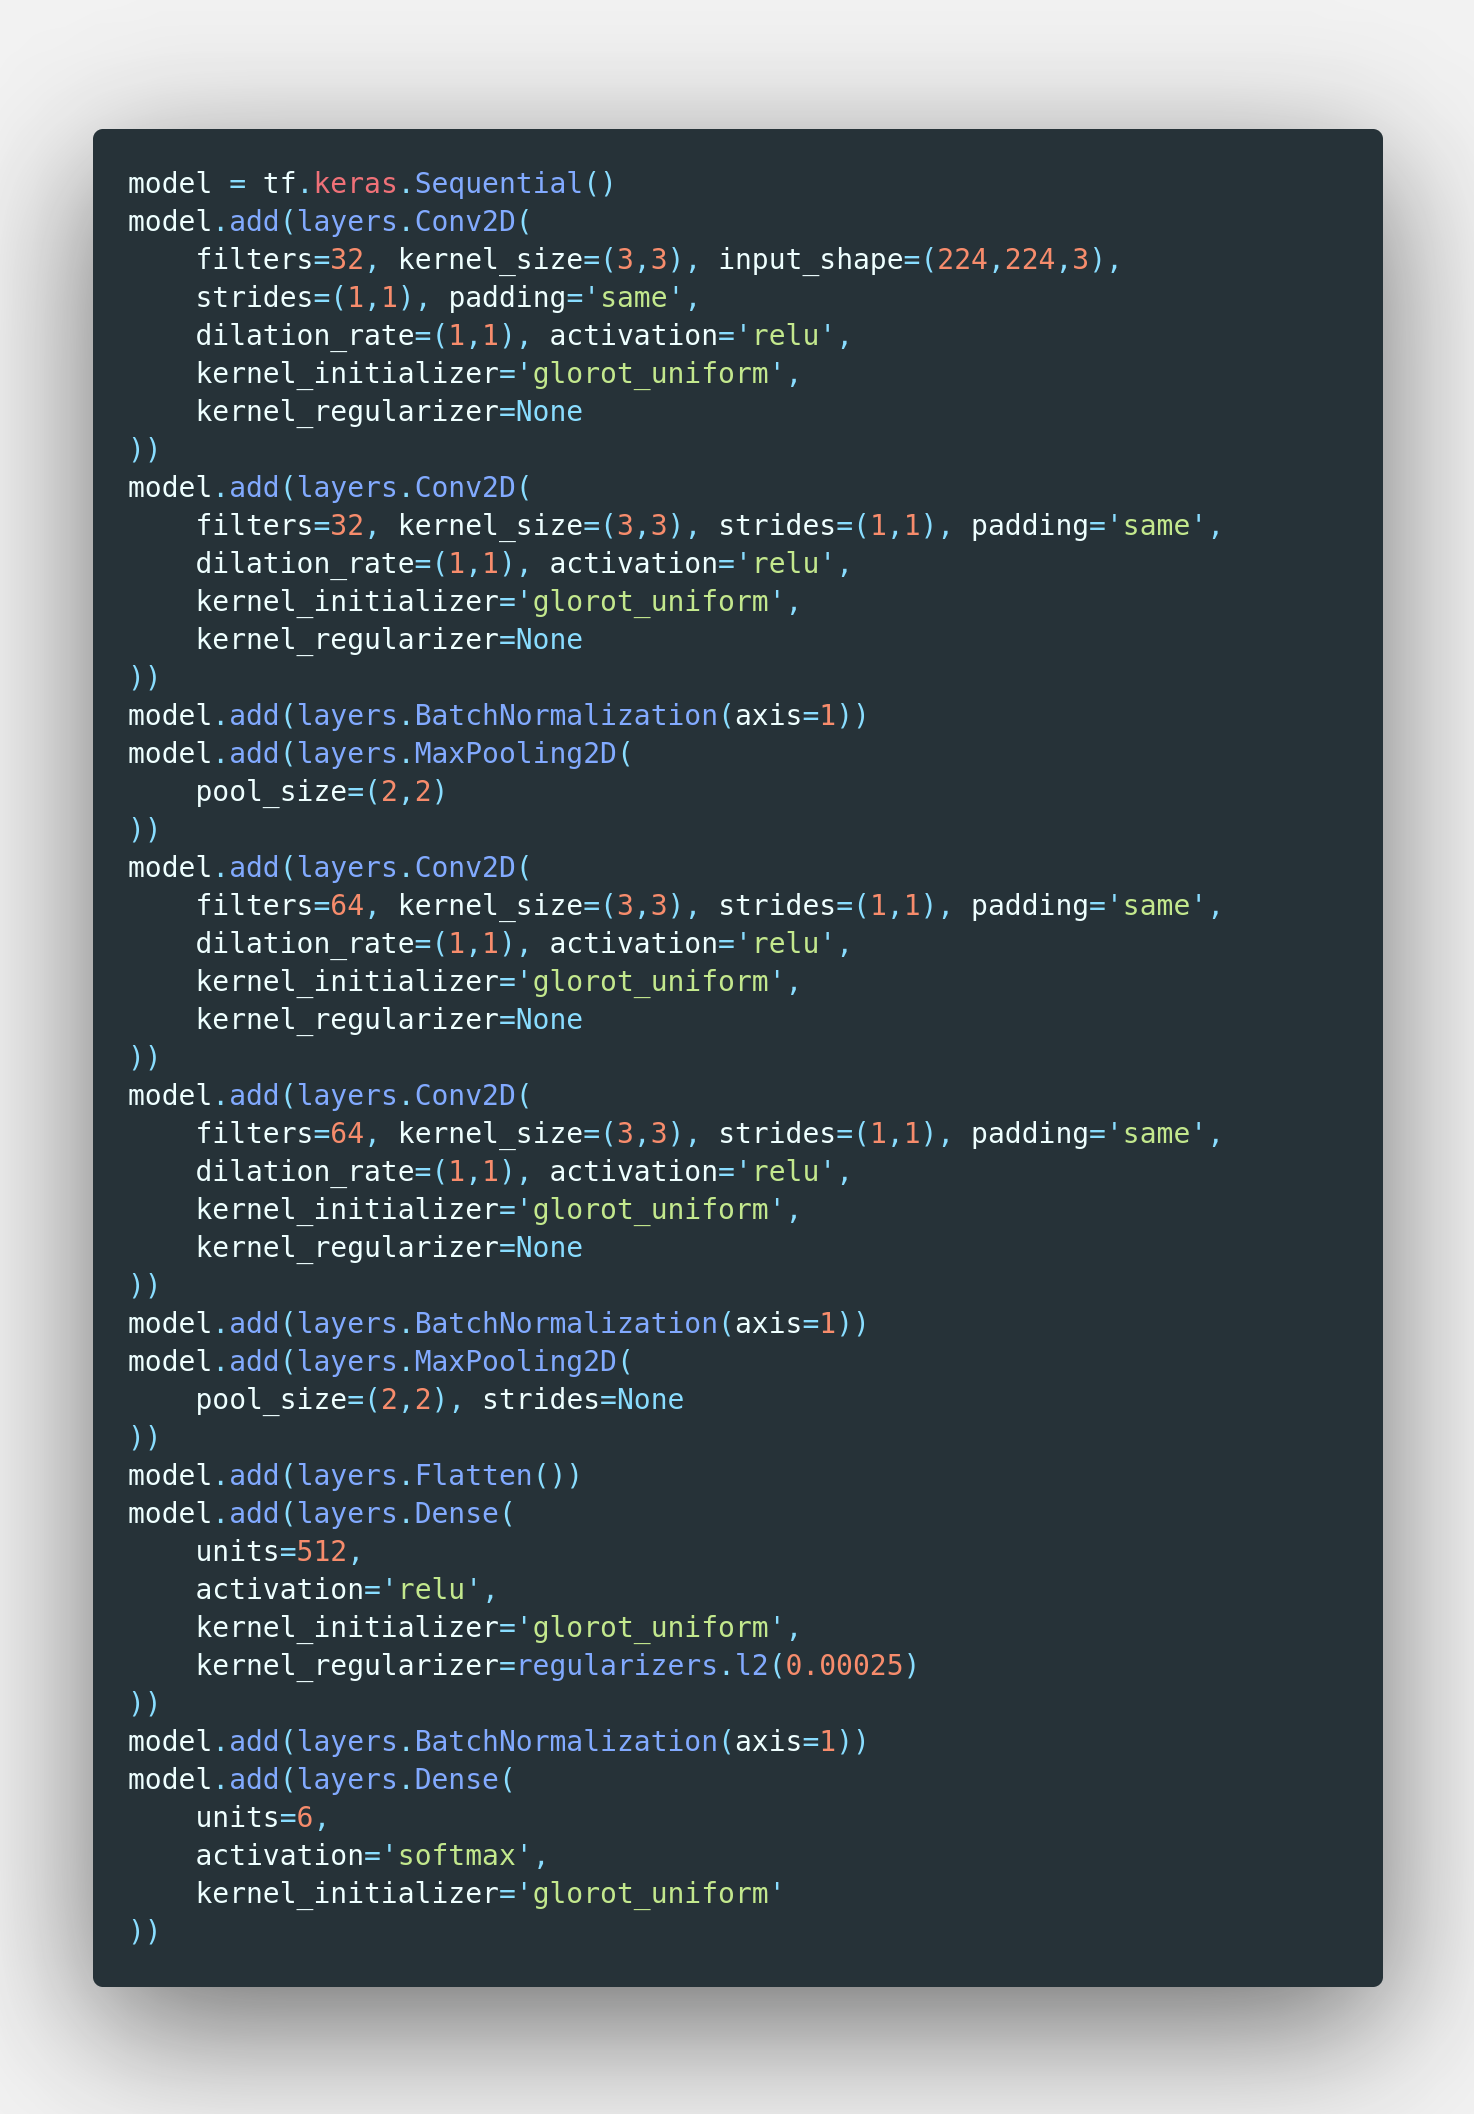 model = tf.keras.Sequential()
model.add(layers.Conv2D(
    filters=32, kernel_size=(3,3), input_shape=(224,224,3),
    strides=(1,1), padding='same',
    dilation_rate=(1,1), activation='relu',
    kernel_initializer='glorot_uniform',
    kernel_regularizer=None
))
model.add(layers.Conv2D(
    filters=32, kernel_size=(3,3), strides=(1,1), padding='same',
    dilation_rate=(1,1), activation='relu',
    kernel_initializer='glorot_uniform',
    kernel_regularizer=None
))
model.add(layers.BatchNormalization(axis=1))
model.add(layers.MaxPooling2D(
    pool_size=(2,2)
))
model.add(layers.Conv2D(
    filters=64, kernel_size=(3,3), strides=(1,1), padding='same',
    dilation_rate=(1,1), activation='relu',
    kernel_initializer='glorot_uniform',
    kernel_regularizer=None
))
model.add(layers.Conv2D(
    filters=64, kernel_size=(3,3), strides=(1,1), padding='same',
    dilation_rate=(1,1), activation='relu',
    kernel_initializer='glorot_uniform',
    kernel_regularizer=None
))
model.add(layers.BatchNormalization(axis=1))
model.add(layers.MaxPooling2D(
    pool_size=(2,2), strides=None
))
model.add(layers.Flatten())
model.add(layers.Dense(
    units=512,
    activation='relu',
    kernel_initializer='glorot_uniform',
    kernel_regularizer=regularizers.l2(0.00025)
))
model.add(layers.BatchNormalization(axis=1))
model.add(layers.Dense(
    units=6,
    activation='softmax',
    kernel_initializer='glorot_uniform'
))